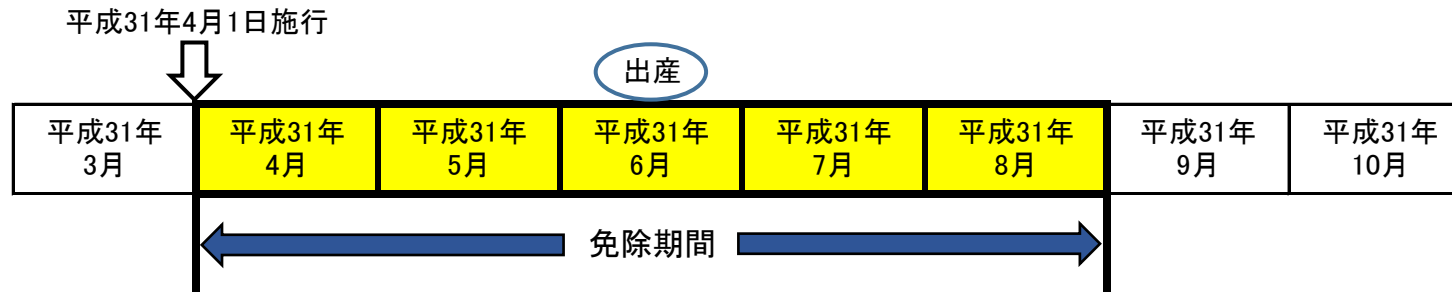 平成31年4月1日施行
出産
平成31年
3月
平成31年
4月
平成31年
5月
平成31年
6月
平成31年
7月
平成31年
8月
平成31年
9月
平成31年
10月
免除期間